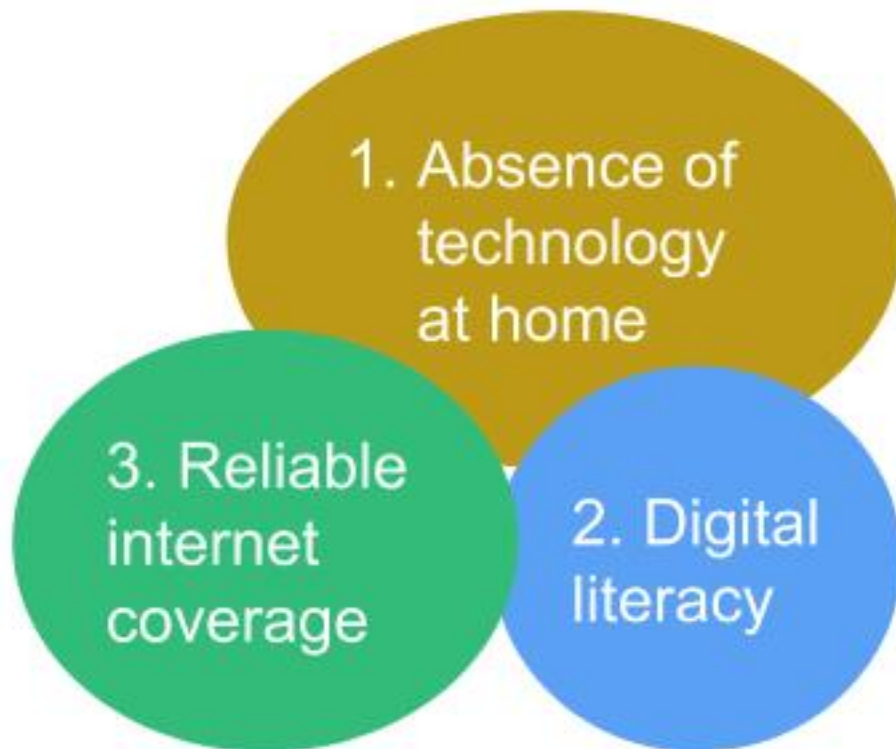 1. Absence of
technology
at home
3. Reliable
internet
coverage
2. Digital
literacy